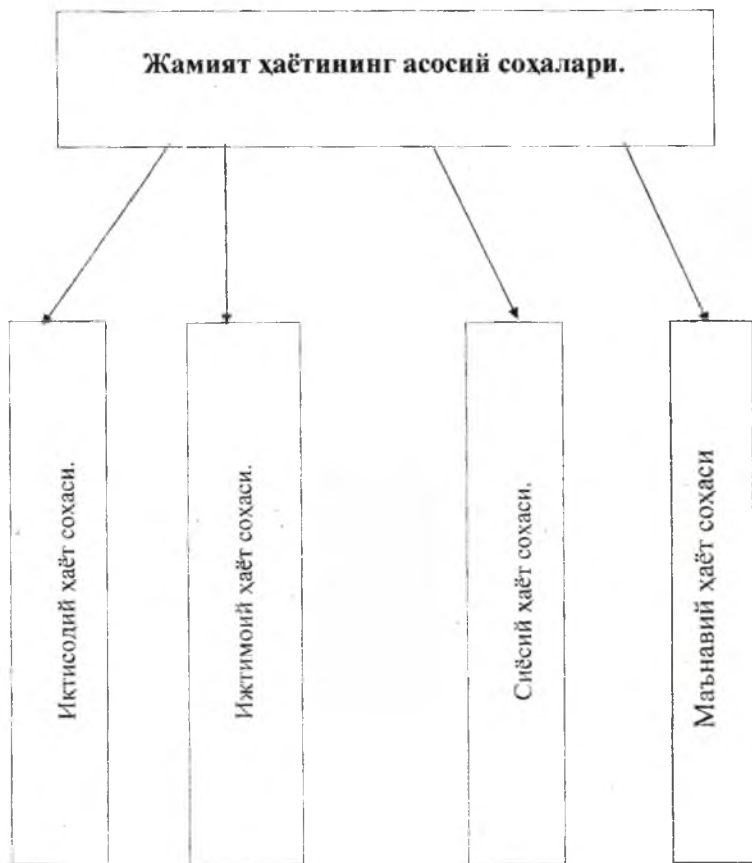 Жамият ҳаётининг асосий соҳалари.
Иктисодий ҳаёт соҳаси.
Ижтимоий ҳаёт соҳаси.
Сиёсий ҳаёт соҳаси.
Маънавий ҳаёт соҳаси